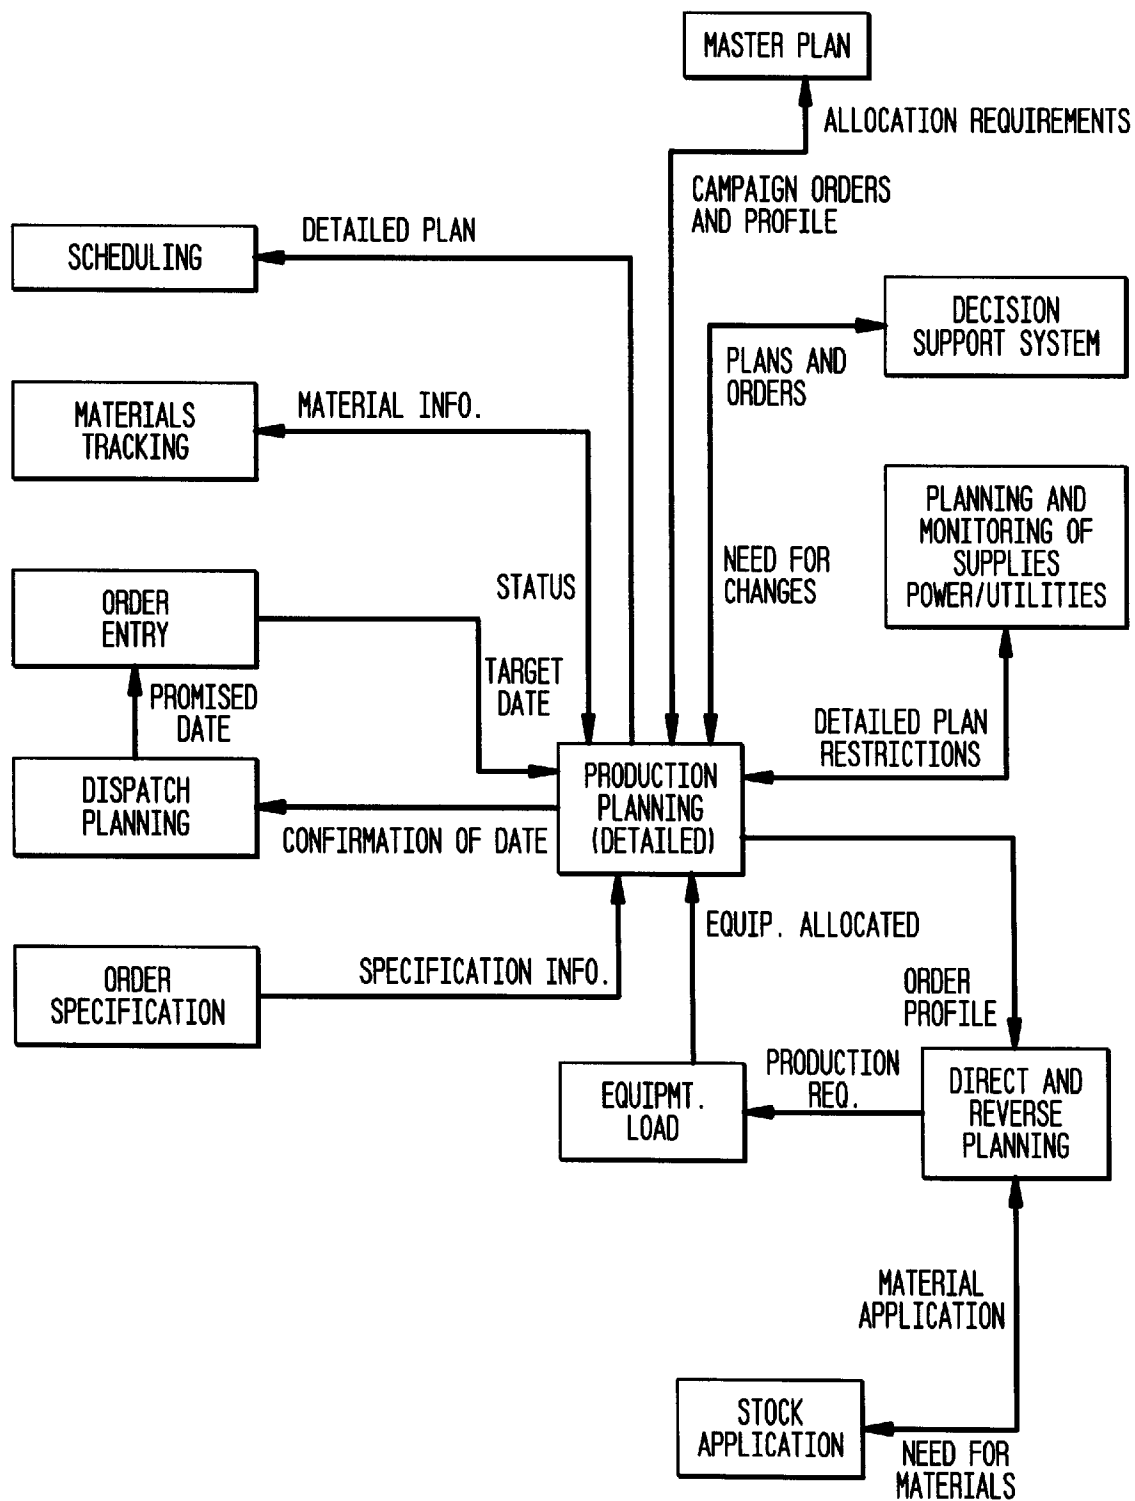 MASTER PLAN
ALLOCATION REQUIREMENTS
CAMPAIGN ORDERS
AND PROFILE
DETAILED PLAN
SCHEDULING
DECISION
SUPPORT SYSTEM
PLANS AND
ORDERS
MATERIAL INFO.
MATERIALS
TRACKING
PLANNING AND
MONITORING OF
SUPPLIES
POWER/UTILITIES
NEED FOR
CHANGES
STATUS
ORDER
ENTRY
TARGET
DATE
PROMISED
DATE
DETAILED PLAN
RESTRICTIONS
PRODUCTION
PLANNING
(DETAILED)
DISPATCH
PLANNING
CONFIRMATION OF DATE
EQUIP. ALLOCATED
SPECIFICATION INFO.
ORDER
SPECIFICATION
ORDER
PROFILE
PRODUCTION
REQ.
EQUIPMT.
LOAD
DIRECT AND
REVERSE
PLANNING
MATERIAL
APPLICATION
STOCK
APPLICATION
NEED FOR
MATERIALS